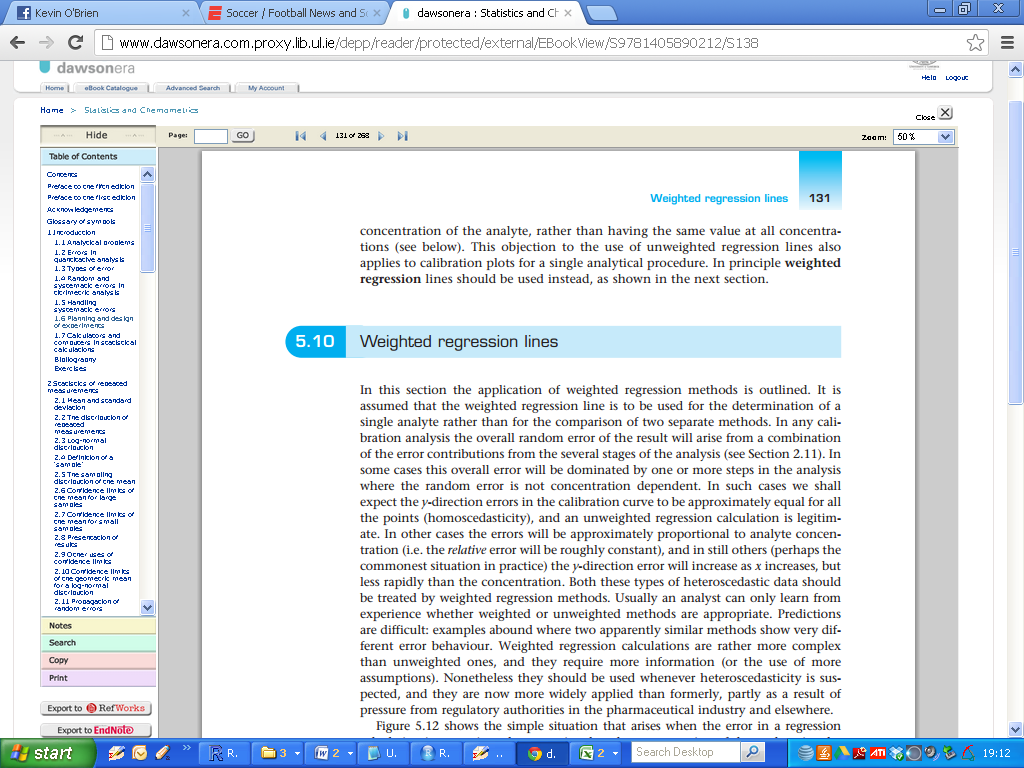 Kevin O'Brien
Soccer / Football News and Sc
dawsonera : Statistics and Ch
www.dawsonera.com.proxy.lib.ul.ie/depp/reader/protected/external/EBookView/S9781405890212/S138
dawsonera
Help Logout
Home eBook Catalogue Advanced Search My Account
Home > Statistics and Chemometrics
Close
Hide
Page: GO 131 of 268 Zoom: 50%
Table of Contents
Contents
Preface to the fifth edition
Preface to the first edition
Acknowledgements
Glossary of symbols
1 Introduction
1.1 Analytical problems
1.2 Errors in
quantitative analysis
1.3 Types of error
1.4 Random and
systematic errors in
titrimetric analysis
1.5 Handling
systematic errors
1.6 Planning and design
of experiments
1.7 Calculators and
computers in statistical
calculations
Bibliography
Exercises
2 Statistics of repeated
measurements
2.1 Mean and standard
deviation
2.2 The distribution of
repeated
measurements
2.3 Log-normal
distribution
2.4 Definition of a
'sample'
2.5 The sampling
distribution of the mean
2.6 Confidence limits of
the mean for large
samples
2.7 Confidence limits of
the mean for small
samples
2.8 Presentation of
results
2.9 Other uses of
confidence limits
2.10 Confidence limits
of the geometric mean
for a log-normal
distribution
2.11 Propagation of
random errors
Notes
Search
Copy
Print
Export to RefWorks
Export to EndNote
Weighted regression lines 131
concentration of the analyte, rather than having the same value at all concentra-
tions (see below). This objection to the use of unweighted regression lines also
applies to calibration plots for a single analytical procedure. In principle weighted
regression lines should be used instead, as shown in the next section.
5.10 Weighted regression lines
In this section the application of weighted regression methods is outlined. It is
assumed that the weighted regression line is to be used for the determination of a
single analyte rather than for the comparison of two separate methods. In any cali-
bration analysis the overall random error of the result will arise from a combination
of the error contributions from the several stages of the analysis (see Section 2.11). In
some cases this overall error will be dominated by one or more steps in the analysis
where the random error is not concentration dependent. In such cases we shall
expect the y-direction errors in the calibration curve to be approximately equal for all
the points (homoscedasticity), and an unweighted regression calculation is legitim-
ate. In other cases the errors will be approximately proportional to analyte concen-
tration (i.e. the relative error will be roughly constant), and in still others (perhaps the
commonest situation in practice) the y-direction error will increase as x increases, but
less rapidly than the concentration. Both these types of heteroscedastic data should
be treated by weighted regression methods. Usually an analyst can only learn from
experience whether weighted or unweighted methods are appropriate. Predictions
are difficult: examples abound where two apparently similar methods show very dif-
ferent error behaviour. Weighted regression calculations are rather more complex
than unweighted ones, and they require more information (or the use of more
assumptions). Nonetheless they should be used whenever heteroscedasticity is sus-
pected, and they are now more widely applied than formerly, partly as a result of
pressure from regulatory authorities in the pharmaceutical industry and elsewhere.
Figure 5.12 shows the simple situation that arises when the error in a regression
start R. 3 2 U. R. .. d. 2 Search Desktop 19:12